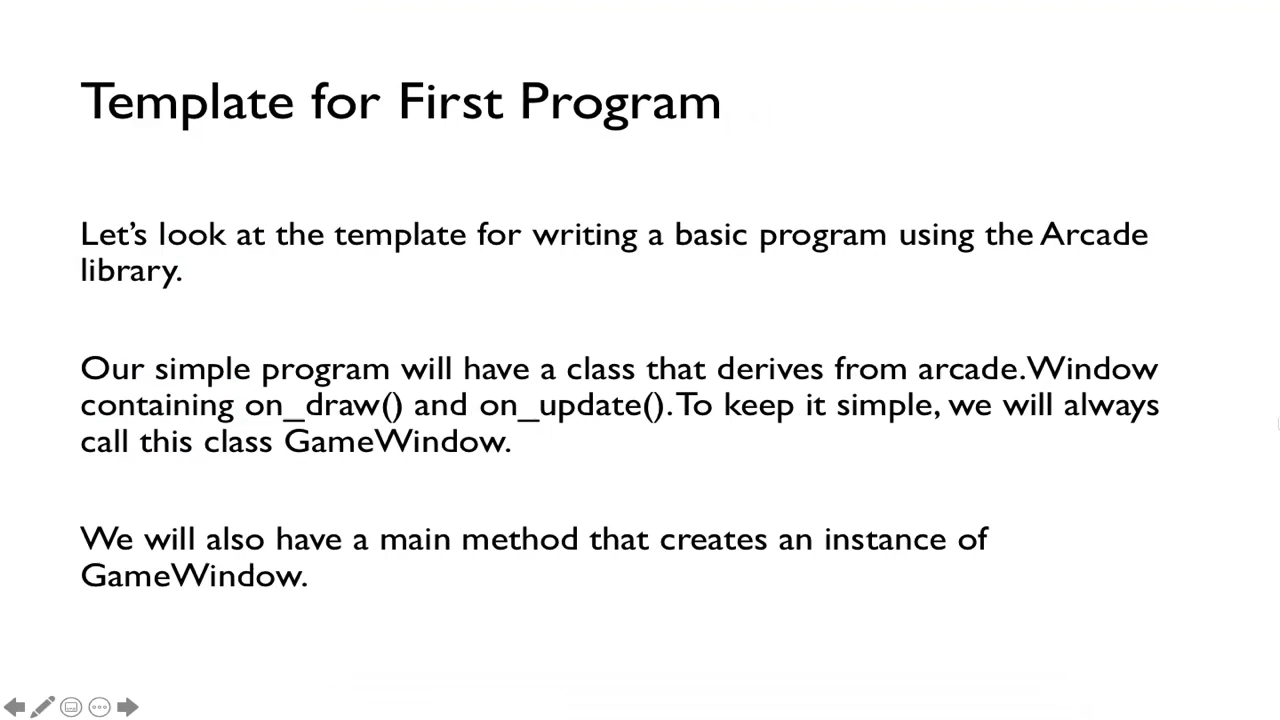 Template for First Program
Let’s look at the template for writing a basic program using the Arcade
library.
Our simple program will have a class that derives from arcade.Window
containing on_draw() and on_update(). To keep it simple, we will always
call this class GameWindow.
We will also have a main method that creates an instance of
GameWindow.